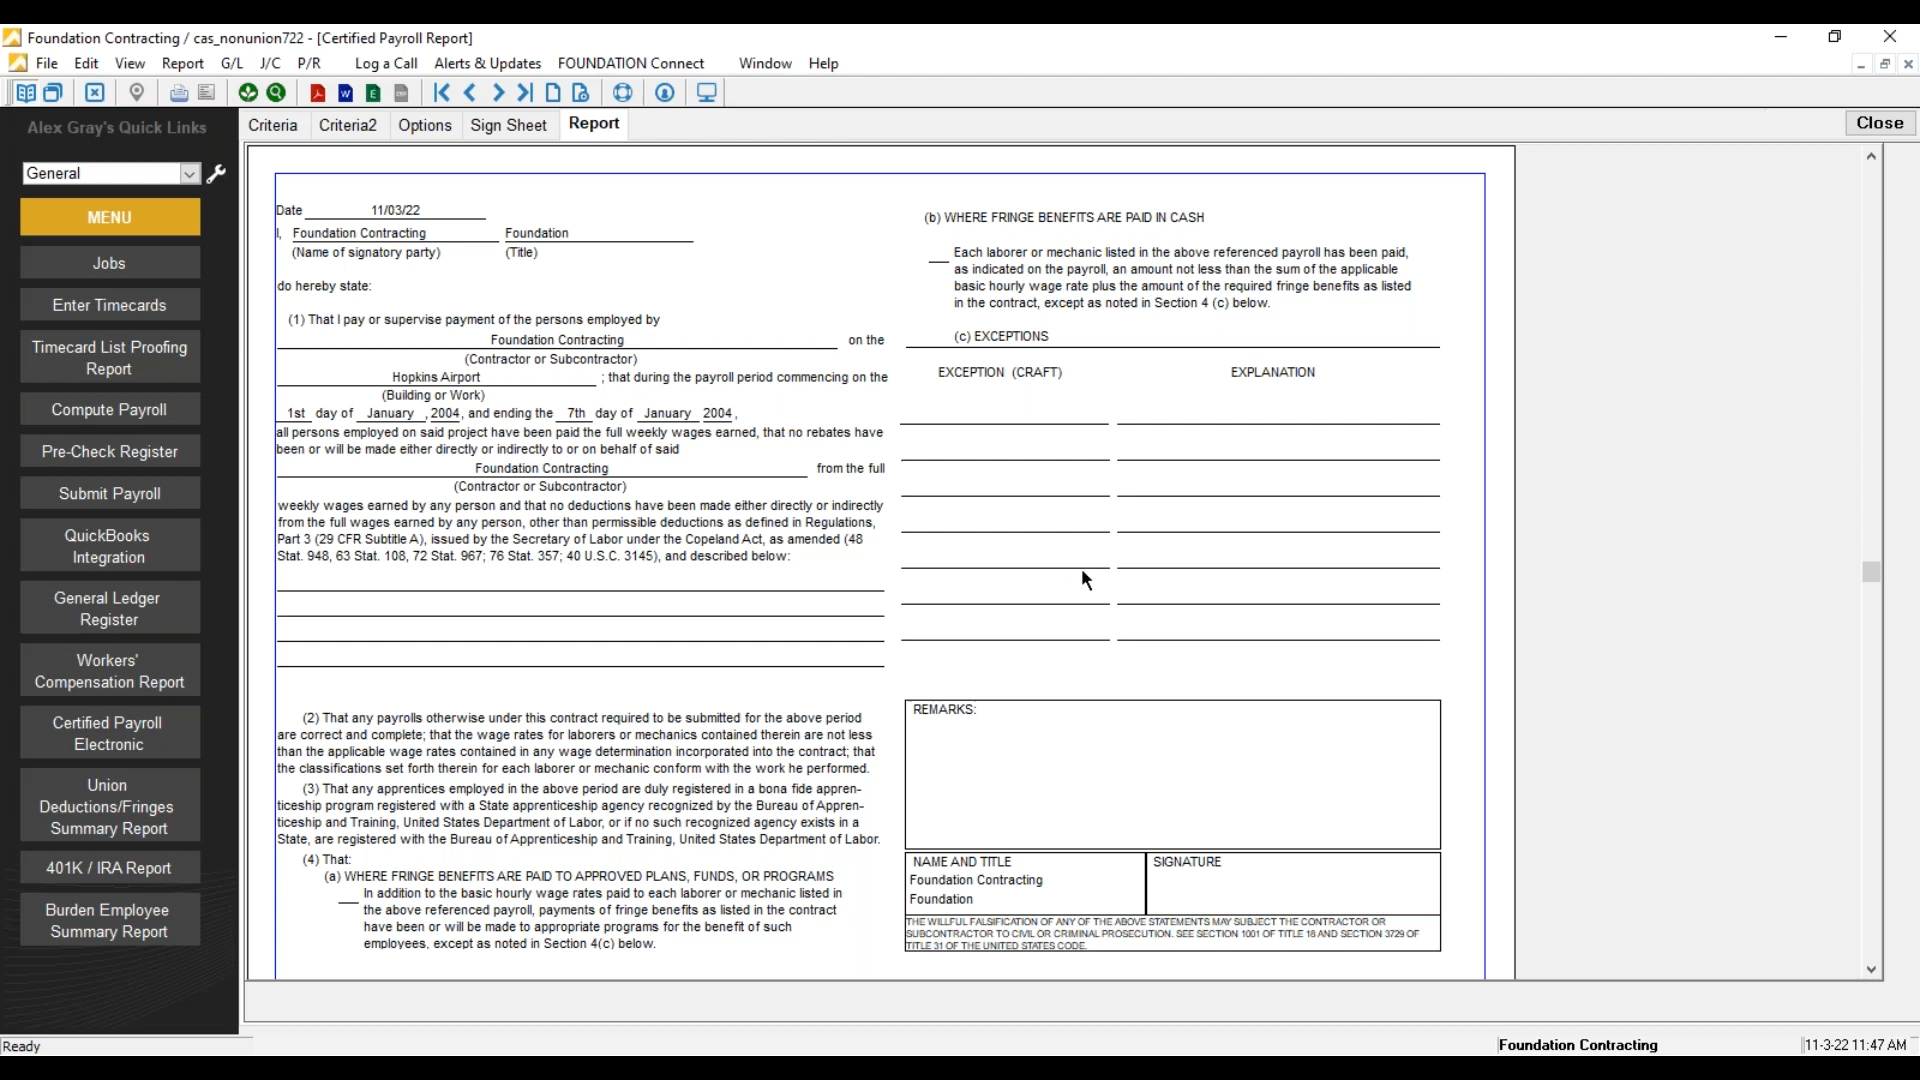 Foundation Contracting / cas_nonunion722 - [Certified Payroll Report]
File Edit View Report G/L J/C P/R Log a Call Alerts & Updates FOUNDATION Connect Window Help
Alex Gray's Quick Links
General
MENU
Jobs
Enter Timecards
Timecard List Proofing
Report
Compute Payroll
Pre-Check Register
Submit Payroll
QuickBooks
Integration
General Ledger
Register
Workers'
Compensation Report
Certified Payroll
Electronic
Union
Deductions/Fringes
Summary Report
401K / IRA Report
Burden Employee
Summary Report
Criteria Criteria2 Options Sign Sheet Report Close
Date 11/03/22
I, Foundation Contracting Foundation
(Name of signatory party) (Title)
do hereby state:
(1) That I pay or supervise payment of the persons employed by
Foundation Contracting on the
(Contractor or Subcontractor)
Hopkins Airport ; that during the payroll period commencing on the
(Building or Work)
1st day of January , 2004, and ending the 7th day of January 2004,
all persons employed on said project have been paid the full weekly wages earned, that no rebates have
been or will be made either directly or indirectly to or on behalf of said
Foundation Contracting from the full
(Contractor or Subcontractor)
weekly wages earned by any person and that no deductions have been made either directly or indirectly
from the full wages earned by any person, other than permissible deductions as defined in Regulations,
Part 3 (29 CFR Subtitle A), issued by the Secretary of Labor under the Copeland Act, as amended (48
Stat. 948, 63 Stat. 108, 72 Stat. 967; 76 Stat. 357; 40 U.S.C. 3145), and described below:
(2) That any payrolls otherwise under this contract required to be submitted for the above period
are correct and complete; that the wage rates for laborers or mechanics contained therein are not less
than the applicable wage rates contained in any wage determination incorporated into the contract; that
the classifications set forth therein for each laborer or mechanic conform with the work he performed.
(3) That any apprentices employed in the above period are duly registered in a bona fide appren-
ticeship program registered with a State apprenticeship agency recognized by the Bureau of Appren-
ticeship and Training, United States Department of Labor, or if no such recognized agency exists in a
State, are registered with the Bureau of Apprenticeship and Training, United States Department of Labor.
(4) That:
(a) WHERE FRINGE BENEFITS ARE PAID TO APPROVED PLANS, FUNDS, OR PROGRAMS
In addition to the basic hourly wage rates paid to each laborer or mechanic listed in
the above referenced payroll, payments of fringe benefits as listed in the contract
have been or will be made to appropriate programs for the benefit of such
employees, except as noted in Section 4(c) below.
(b) WHERE FRINGE BENEFITS ARE PAID IN CASH
Each laborer or mechanic listed in the above referenced payroll has been paid,
as indicated on the payroll, an amount not less than the sum of the applicable
basic hourly wage rate plus the amount of the required fringe benefits as listed
in the contract, except as noted in Section 4 (c) below.
(c) EXCEPTIONS
EXCEPTION (CRAFT) EXPLANATION
REMARKS:
NAME AND TITLE SIGNATURE
Foundation Contracting
Foundation
THE WILLFUL FALSIFICATION OF ANY OF THE ABOVE STATEMENTS MAY SUBJECT THE CONTRACTOR OR
SUBCONTRACTOR TO CIVIL OR CRIMINAL PROSECUTION. SEE SECTION 1001 OF TITLE 18 AND SECTION 3729 OF
TITLE 31 OF THE UNITED STATES CODE.
Ready Foundation Contracting 11-3-22 11:47 AM